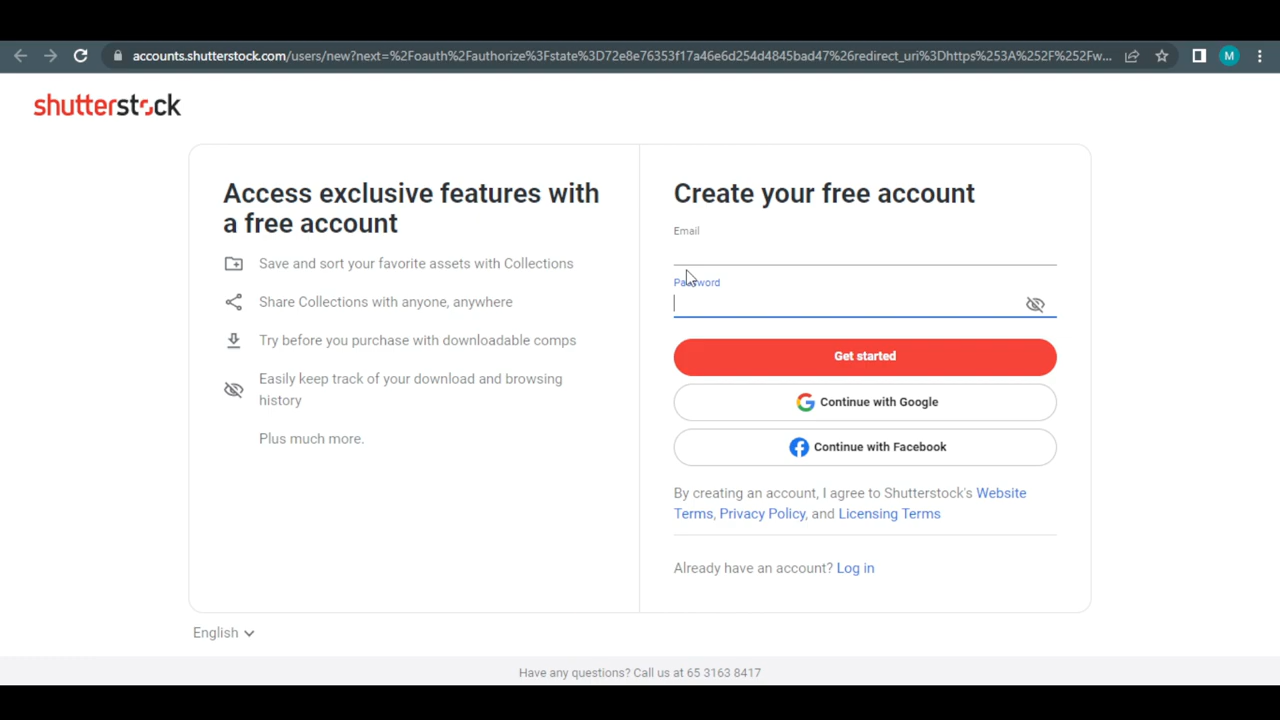 accounts.shutterstock.com/users/new?next=%2Foauth%2Fauthorize%3Fstate%3D72e8e76353f17a46e6d254d4845bad47%26redirect_uri%3Dhttps%253A%252F%252Fw...
M
shutterstock
Access exclusive features with
a free account
Save and sort your favorite assets with Collections
Share Collections with anyone, anywhere
Try before you purchase with downloadable comps
Easily keep track of your download and browsing
history
Plus much more.
Create your free account
Email
Password
Get started
Continue with Google
Continue with Facebook
By creating an account, I agree to Shutterstock's Website
Terms, Privacy Policy, and Licensing Terms
Already have an account? Log in
English
Have any questions? Call us at 65 3163 8417